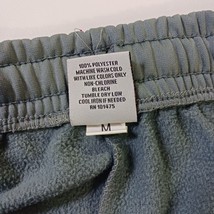 100% POLYESTER
MACHINE WASH COLD
WITH LIKE COLORS ONLY
NON-CHLORINE
BLEACH
TUMBLE DRY LOW
COOL IRON IF NEEDED
RN 101475
M